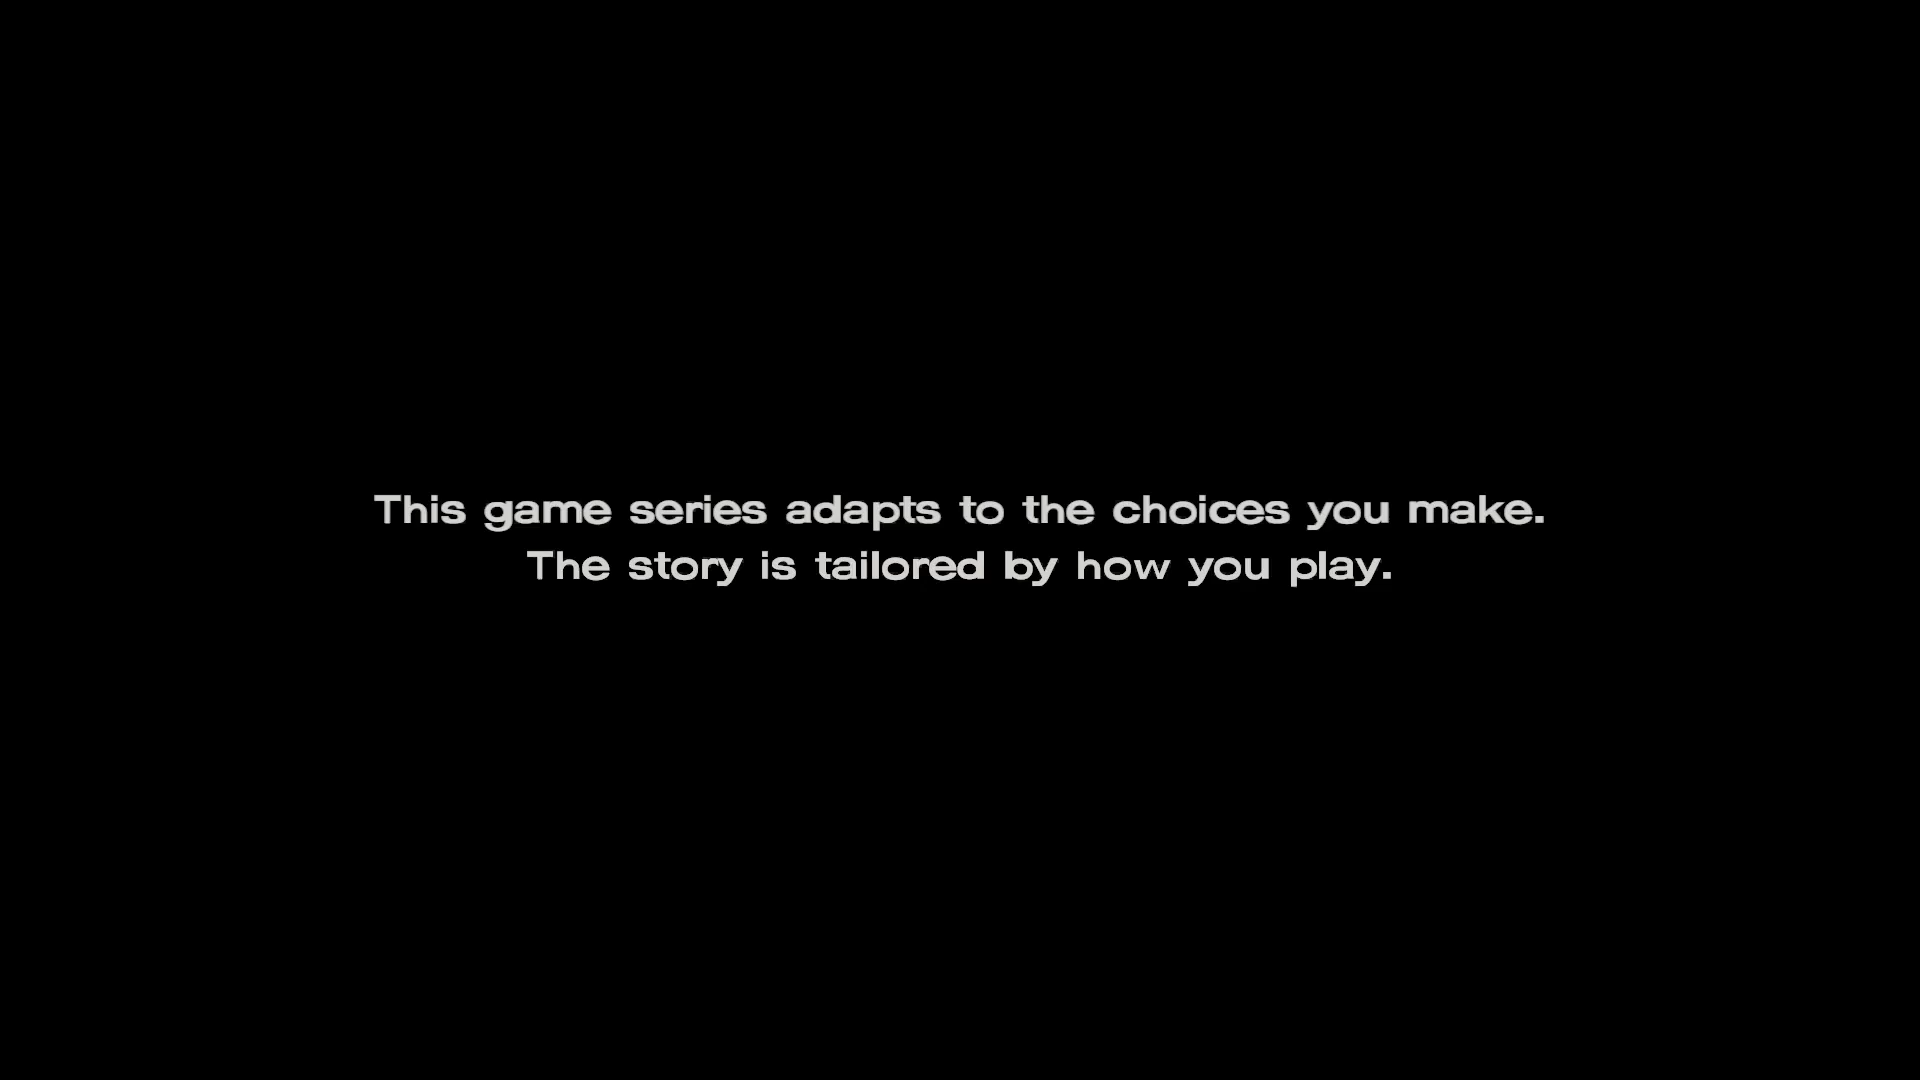 This game series adapts to the choices you make.
The story is tailored by how you play.